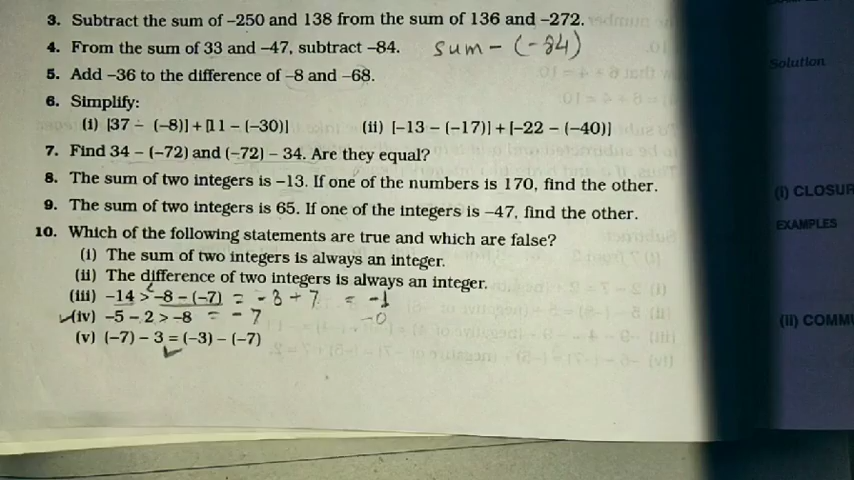 3. Subtract the sum of –250 and 138 from the sum of 136 and –272.
4. From the sum of 33 and –47, subtract –84. sum – (–84)
5. Add –36 to the difference of –8 and –68.
6. Simplify:
(i) [37 – (–8)] + [11 – (–30)] (ii) [–13 – (–17)] + [–22 – (–40)]
7. Find 34 – (–72) and (–72) – 34. Are they equal?
8. The sum of two integers is –13. If one of the numbers is 170, find the other.
9. The sum of two integers is 65. If one of the integers is –47, find the other.
10. Which of the following statements are true and which are false?
(i) The sum of two integers is always an integer.
(ii) The difference of two integers is always an integer.
(iii) –14 > –8 – (–7) = –8 + 7 = –1
(iv) –5 – 2 > –8 = –7 –0
(v) (–7) – 3 = (–3) – (–7)
Solution
(i) CLOSUR
EXAMPLES
(ii) COMMU